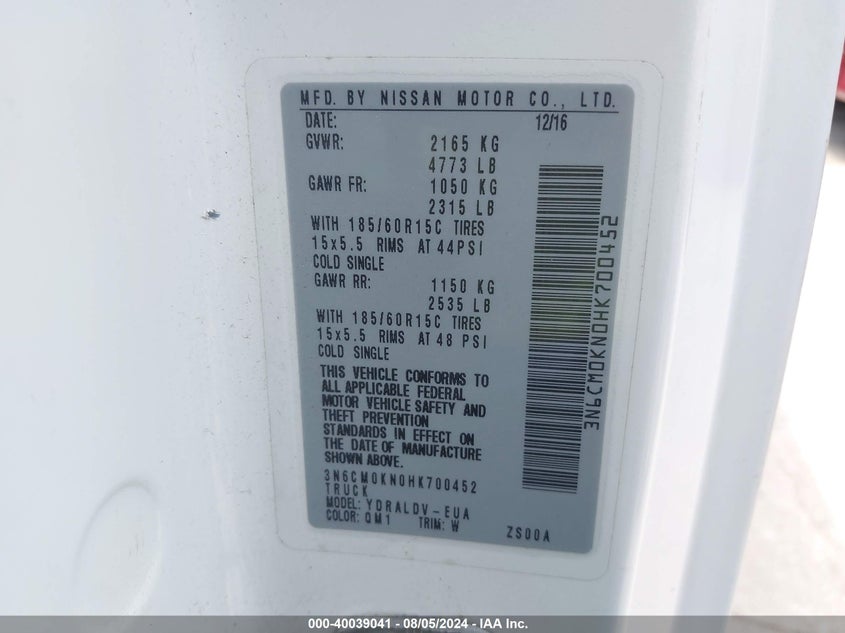 MFD. BY NISSAN MOTOR CO., LTD.
DATE: 12/16
GVWR: 2165 KG
4773 LB
GAWR FR: 1050 KG
2315 LB
WITH 185/60R15C TIRES
15x5.5 RIMS AT 44PSI
COLD SINGLE
GAWR RR: 1150 KG
2535 LB
WITH 185/60R15C TIRES
15x5.5 RIMS AT 48 PSI
COLD SINGLE
THIS VEHICLE CONFORMS TO
ALL APPLICABLE FEDERAL
MOTOR VEHICLE SAFETY AND
THEFT PREVENTION
STANDARDS IN EFFECT ON
THE DATE OF MANUFACTURE
SHOWN ABOVE.
3N6CM0KN0HK700452
TRUCK
MODEL: YDRALDV-EUA
COLOR: QM1 TRIM: W ZS00A
3N6CM0KN0HK700452
000-40039041 - 08/05/2024 - IAA Inc.